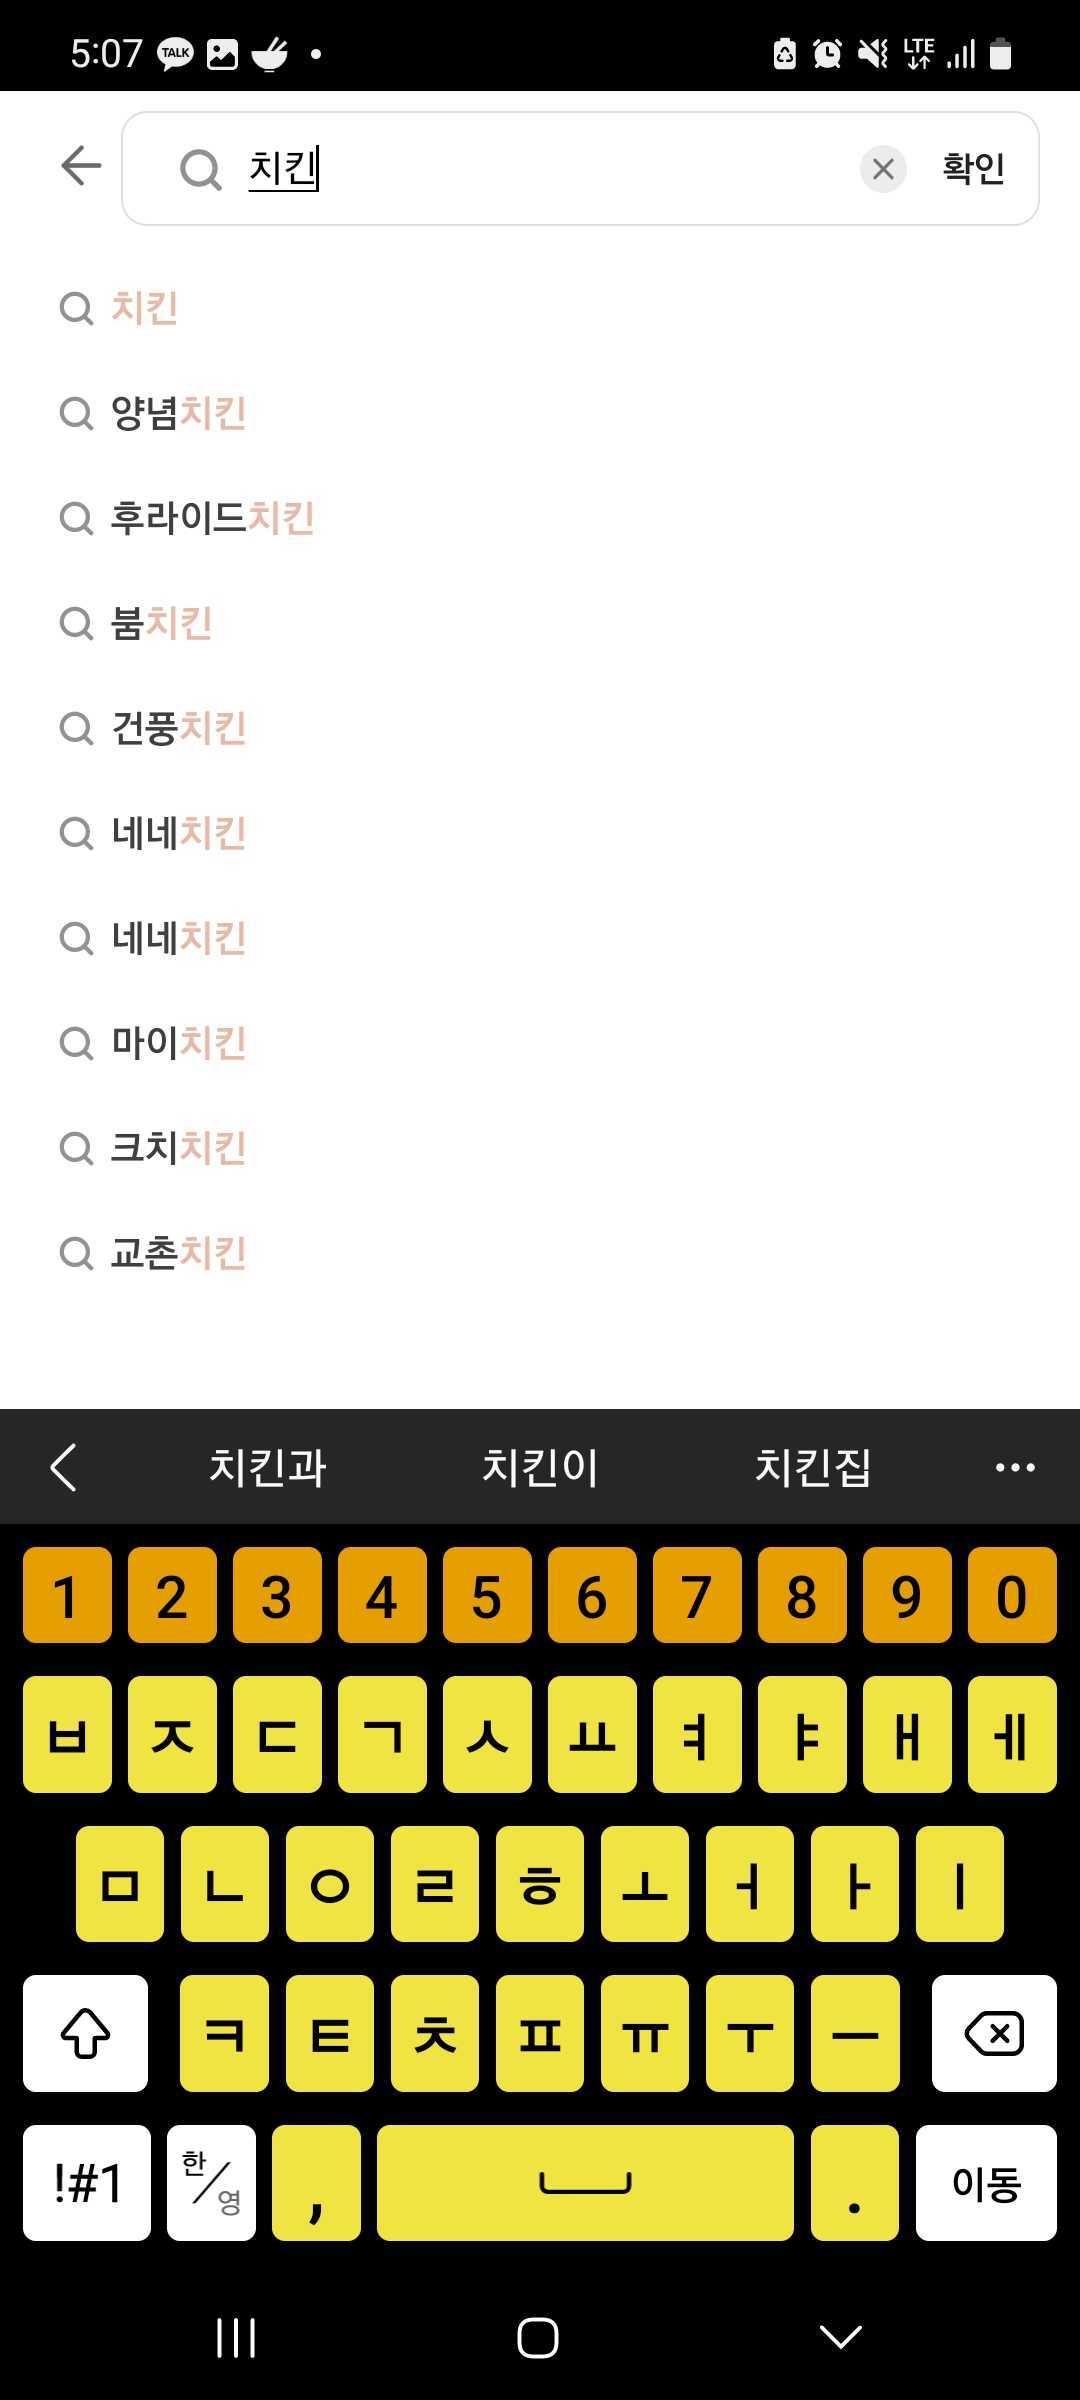 5:07 TALK LTE
치킨 확인
치킨
양념치킨
후라이드치킨
붐치킨
건풍치킨
네네치킨
네네치킨
마이치킨
크치치킨
교촌치킨
치킨과 치킨이 치킨집 ...
1 2 3 4 5 6 7 8 9 0
ㅂ ㅈ ㄷ ㄱ ㅅ ㅛ ㅕ ㅑ ㅐ ㅔ
ㅁ ㄴ ㅇ ㄹ ㅎ ㅗ ㅓ ㅏ ㅣ
ㅋ ㅌ ㅊ ㅍ ㅠ ㅜ ㅡ
!#1 한/영 , . 이동